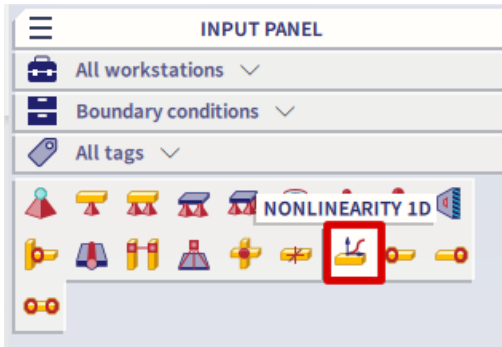 INPUT PANEL
All workstations
Boundary conditions
All tags
NONLINEARITY 1D